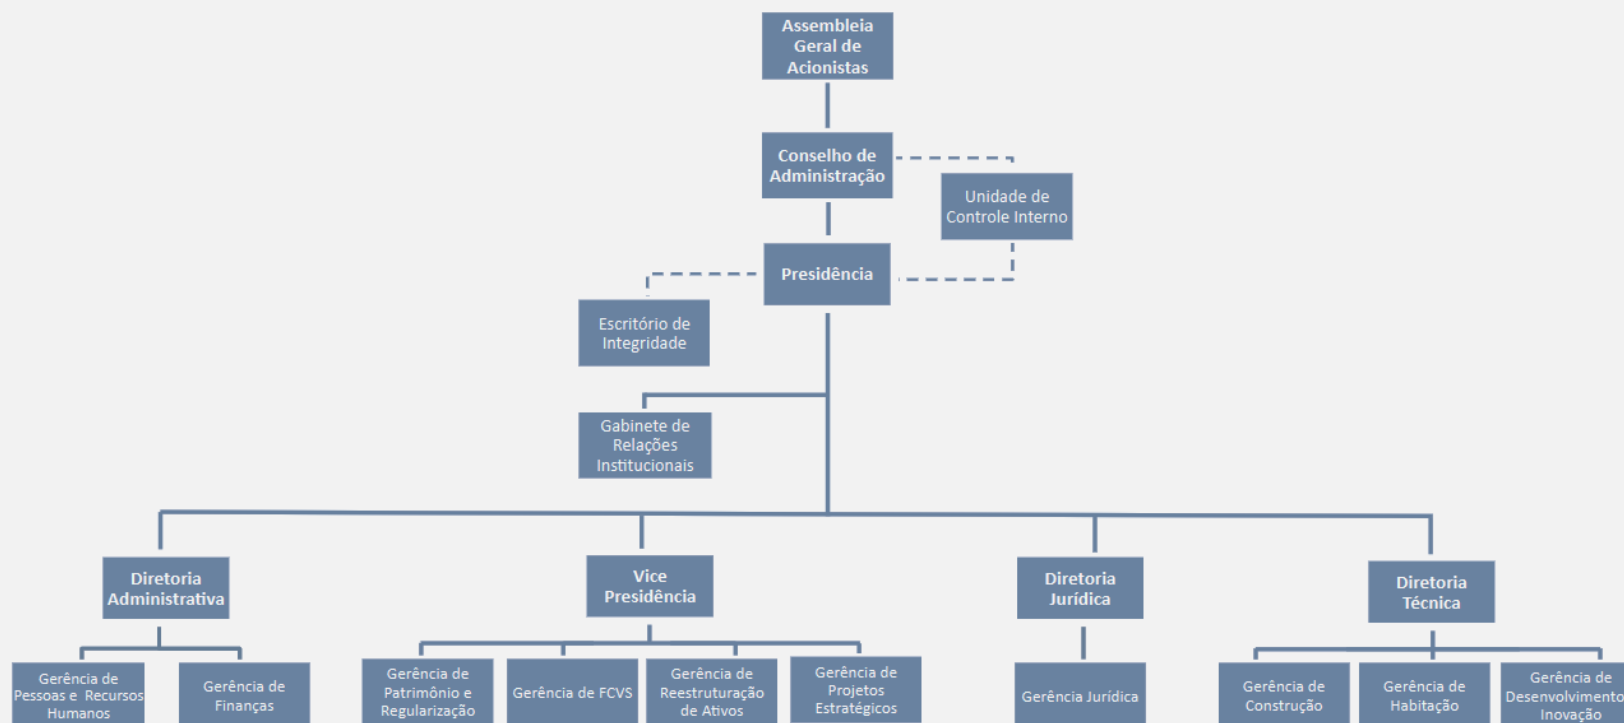 Assembleia
Geral de
Acionistas
Conselho de
Administração
Unidade de
Controle Interno
Presidência
Escritório de
Integridade
Gabinete de
Relações
Institucionais
Diretoria
Administrativa
Vice
Presidência
Diretoria
Jurídica
Diretoria
Técnica
Gerência de
Pessoas e Recursos
Humanos
Gerência de
Finanças
Gerência de
Patrimônio e
Regularização
Gerência de FCVS
Gerência de
Reestruturação
de Ativos
Gerência de
Projetos
Estratégicos
Gerência Jurídica
Gerência de
Construção
Gerência de
Habitação
Gerência de
Desenvolvimento
Inovação